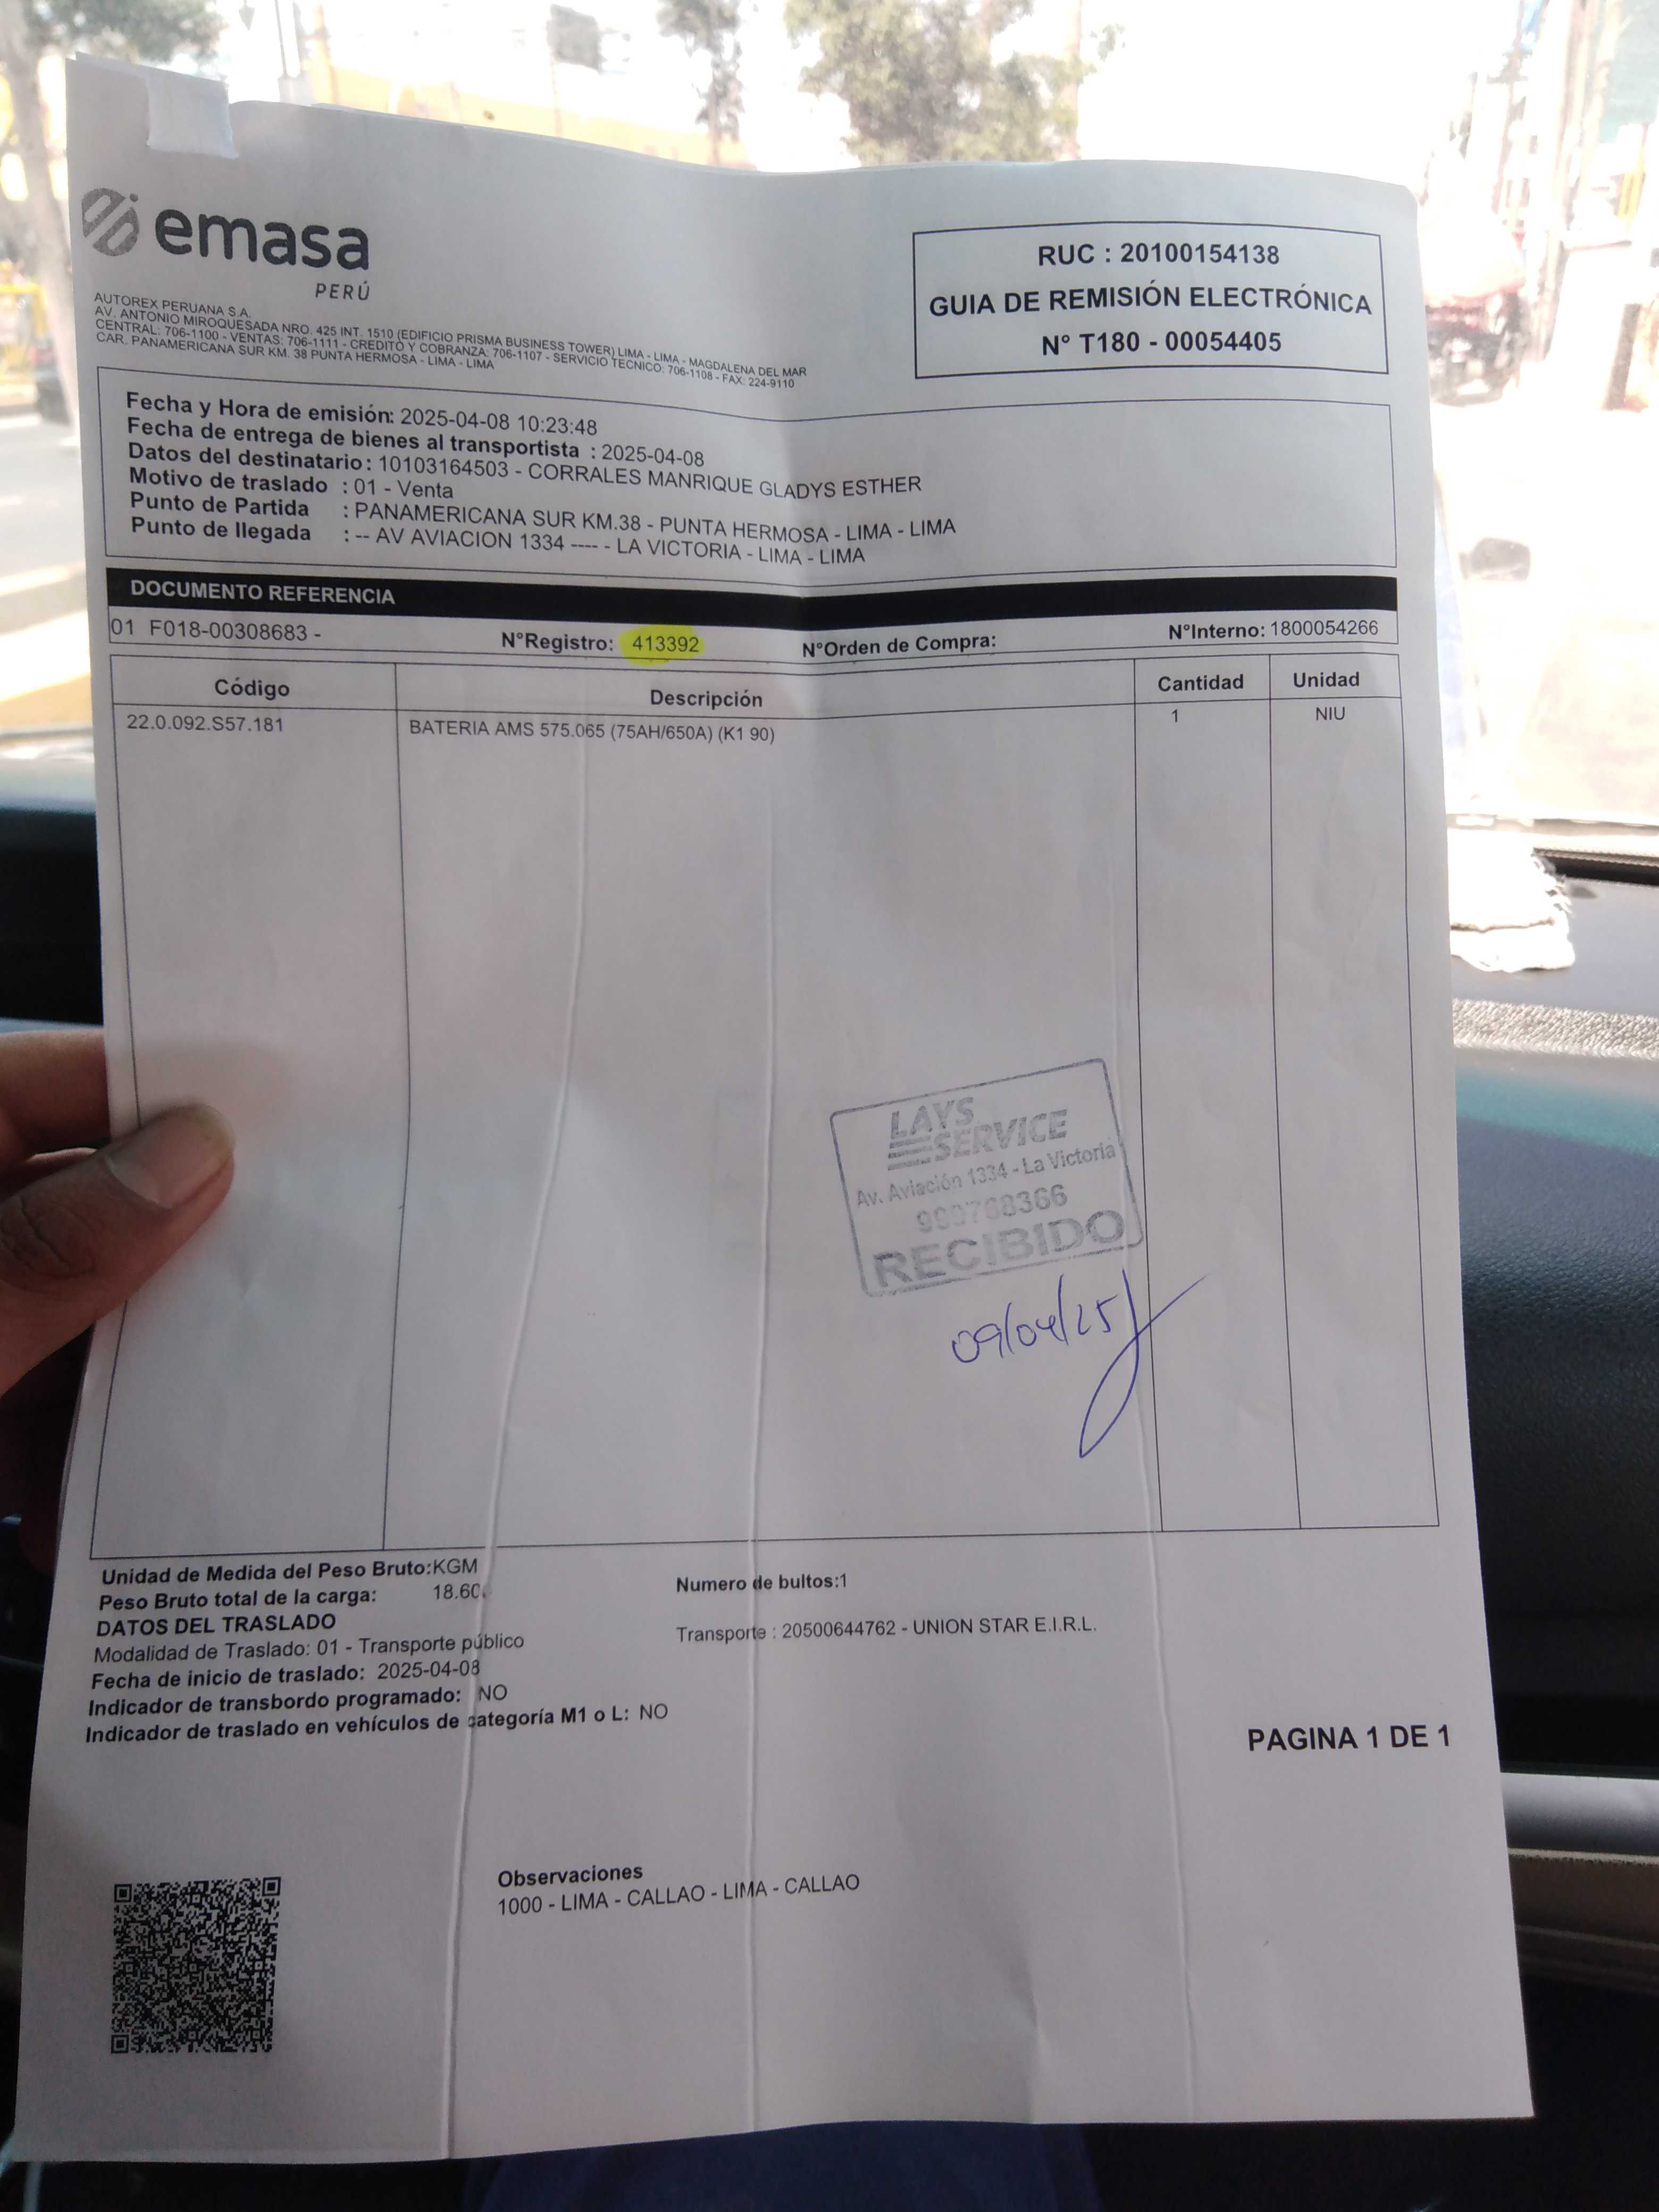 emasa
PERÚ
AUTOREX PERUANA S.A.
AV. ANTONIO MIROQUESADA NRO. 425 INT. 1510 (EDIFICIO PRISMA BUSINESS TOWER) LIMA - LIMA - MAGDALENA DEL MAR
CENTRAL: 706-1100 - VENTAS: 706-1111 - CREDITO Y COBRANZA: 706-1107 - SERVICIO TECNICO: 706-1108 - FAX: 224-9110
CAR. PANAMERICANA SUR KM. 38 PUNTA HERMOSA - LIMA - LIMA
RUC : 20100154138
GUIA DE REMISIÓN ELECTRÓNICA
N° T180 - 00054405
Fecha y Hora de emisión: 2025-04-08 10:23:48
Fecha de entrega de bienes al transportista : 2025-04-08
Datos del destinatario: 10103164503 - CORRALES MANRIQUE GLADYS ESTHER
Motivo de traslado : 01 - Venta
Punto de Partida : PANAMERICANA SUR KM.38 - PUNTA HERMOSA - LIMA - LIMA
Punto de llegada : -- AV AVIACION 1334 ---- - LA VICTORIA - LIMA - LIMA
DOCUMENTO REFERENCIA
01 F018-00308683 - N°Registro: 413392 N°Orden de Compra: N°Interno: 1800054266
Código Descripción Cantidad Unidad
22.0.092.S57.181 BATERIA AMS 575.065 (75AH/650A) (K1 90) 1 NIU
LAVS
SERVICE
Av. Aviación 1334 - La Victoria
RECIBIDO
09/04/25
Unidad de Medida del Peso Bruto:KGM
Peso Bruto total de la carga: 18.60
Numero de bultos:1
DATOS DEL TRASLADO
Modalidad de Traslado: 01 - Transporte público
Transporte : 20500644762 - UNION STAR E.I.R.L.
Fecha de inicio de traslado: 2025-04-08
Indicador de transbordo programado: NO
Indicador de traslado en vehículos de categoría M1 o L: NO
PAGINA 1 DE 1
Observaciones
1000 - LIMA - CALLAO - LIMA - CALLAO